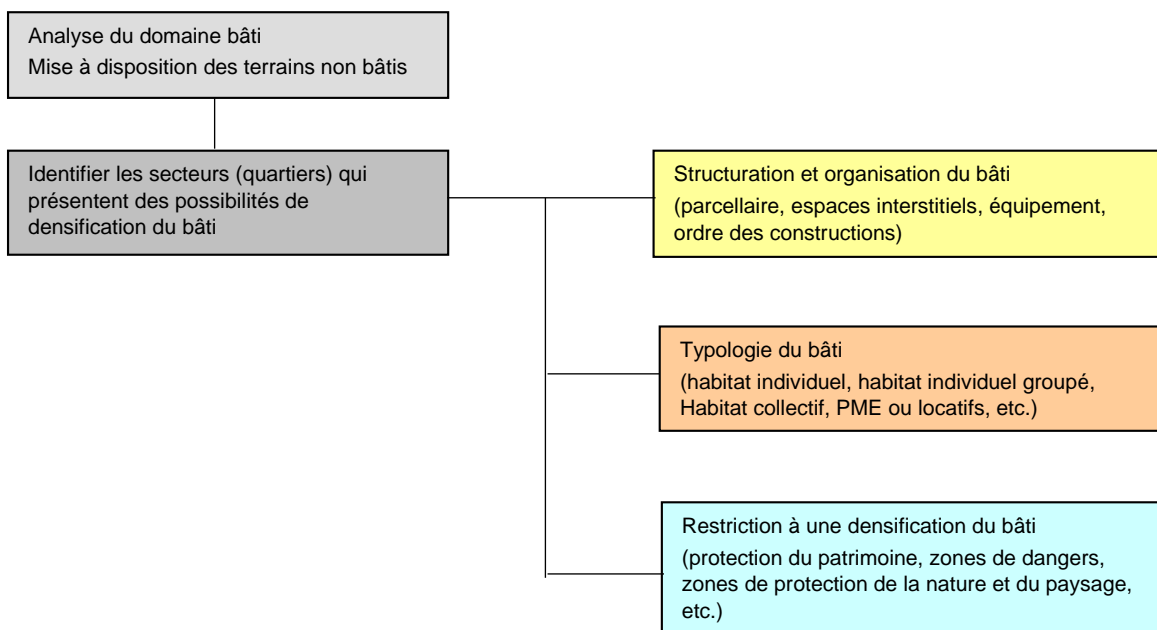 Analyse du domaine bâti
Mise à disposition des terrains non bâtis
Identifier les secteurs (quartiers) qui
présentent des possibilités de
densification du bâti
Structuration et organisation du bâti
(parcellaire, espaces interstitiels, équipement,
ordre des constructions)
Typologie du bâti
(habitat individuel, habitat individuel groupé,
Habitat collectif, PME ou locatifs, etc.)
Restriction à une densification du bâti
(protection du patrimoine, zones de dangers,
zones de protection de la nature et du paysage,
etc.)